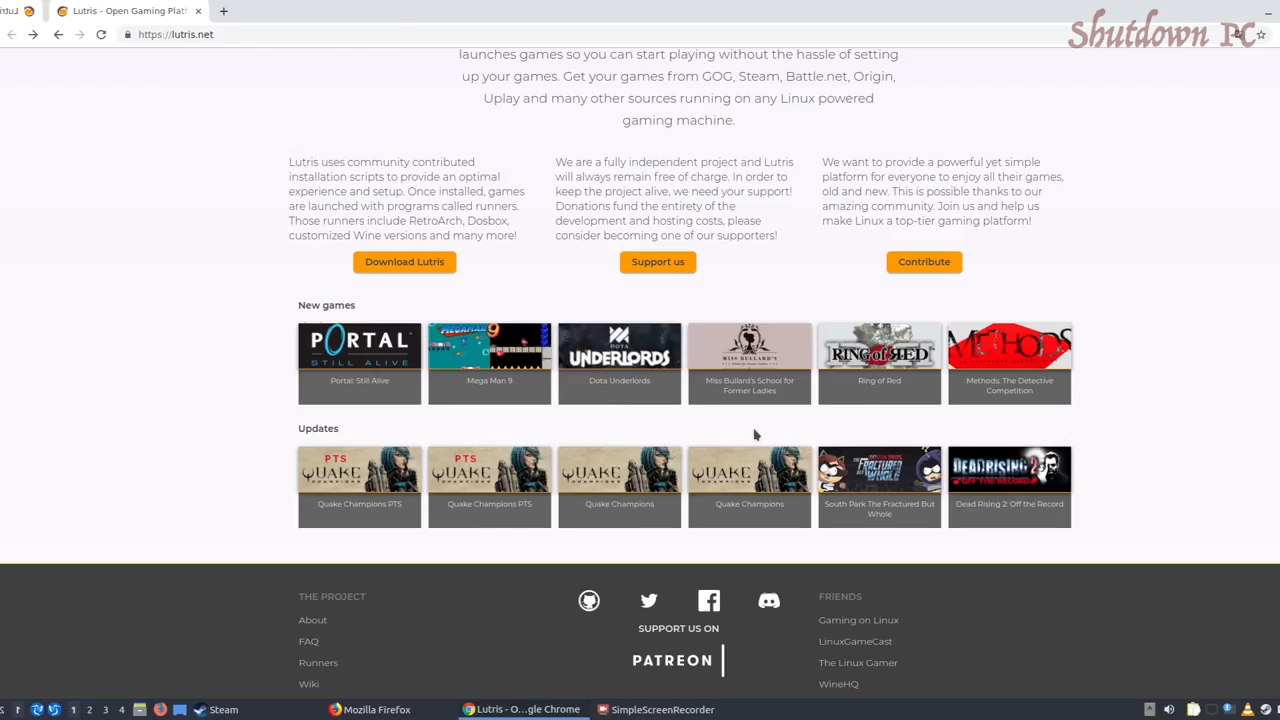 Lutris - Open Gaming Platf
https://lutris.net
Shutdown PC
launches games so you can start playing without the hassle of setting
up your games. Get your games from GOG, Steam, Battle.net, Origin,
Uplay and many other sources running on any Linux powered
gaming machine.
Lutris uses community contributed
installation scripts to provide an optimal
experience and setup. Once installed, games
are launched with programs called runners.
Those runners include RetroArch, Dosbox,
customized Wine versions and many more!
Download Lutris
We are a fully independent project and Lutris
will always remain free of charge. In order to
keep the project alive, we need your support!
Donations fund the entirety of the
development and hosting costs, please
consider becoming one of our supporters!
Support us
We want to provide a powerful yet simple
platform for everyone to enjoy all their games,
old and new. This is possible thanks to our
amazing community. Join us and help us
make Linux a top-tier gaming platform!
Contribute
New games
PORTAL
STILL ALIVE
Portal: Still Alive
MEGAMAN 9
Mega Man 9
DOTA
UNDERLORDS
Dota Underlords
MISS BULLARD'S
Miss Bullard's School for
Former Ladies
RING of RED
Ring of Red
METHODS
Methods: The Detective
Competition
Updates
PTS
QUAKE
Quake Champions PTS
PTS
QUAKE
Quake Champions PTS
QUAKE
Quake Champions
QUAKE
Quake Champions
FRACTURED
WHOLE
South Park The Fractured But
Whole
DEADRISING 2
OFF THE RECORD
Dead Rising 2: Off the Record
THE PROJECT
About
FAQ
Runners
Wiki
SUPPORT US ON
PATREON
FRIENDS
Gaming on Linux
LinuxGameCast
The Linux Gamer
WineHQ
1 2 3 4
Steam
Mozilla Firefox
Lutris - O...gle Chrome
SimpleScreenRecorder